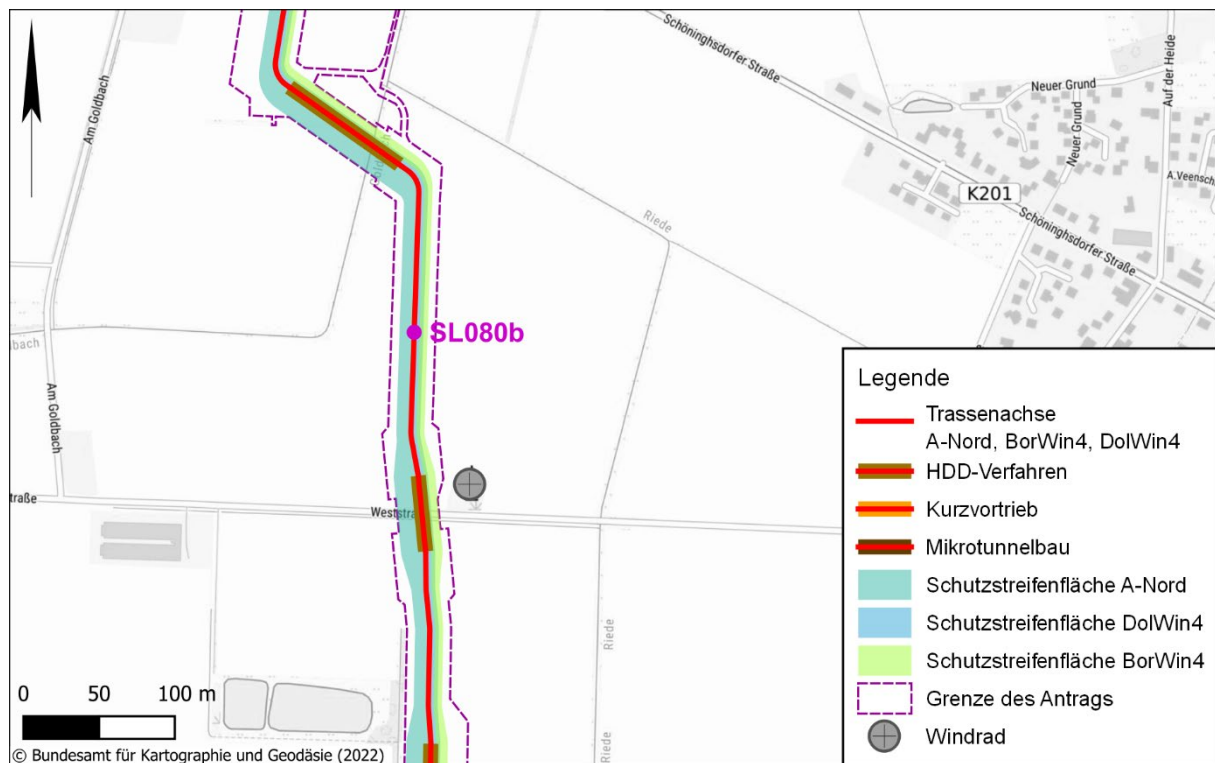 Schöninghsdorfer Straße
Neuer Grund
Auf der Heide
Am Goldbach
Neuer Grund
A.Veensch
K201
Riede
Schöninghsdorfer Straße
SL080b
Am Goldbach
traße
Weststra
Riede
Riede
Legende
Trassenachse
A-Nord, BorWin4, DolWin4
HDD-Verfahren
Kurzvortrieb
Mikrotunnelbau
Schutzstreifenfläche A-Nord
Schutzstreifenfläche DolWin4
Schutzstreifenfläche BorWin4
Grenze des Antrags
Windrad
0 50 100 m
© Bundesamt für Kartographie und Geodäsie (2022)